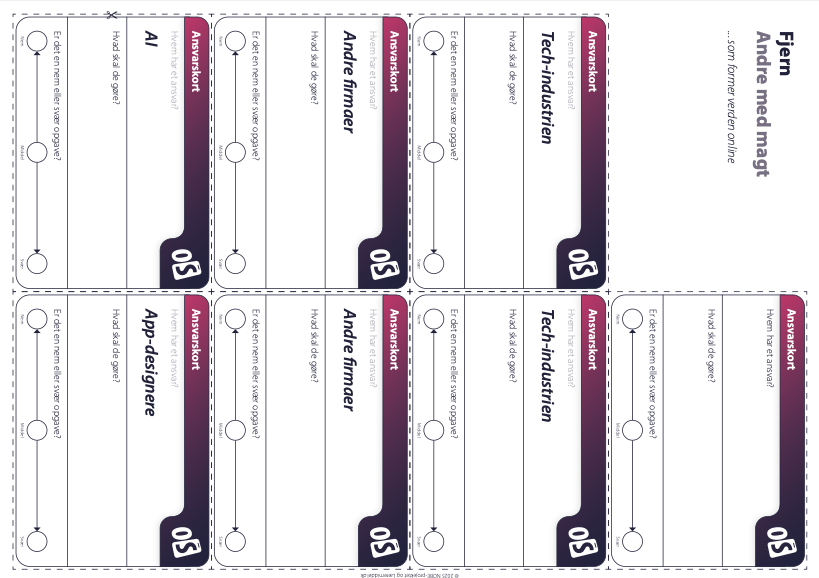 Fjern
Andre med magt
... som former verden online
Ansvarskort
Hvem har et ansvar?
Tech-industrien
Hvad skal de gøre?
Er det en nem eller svær opgave?
Nem
Middel
Svær
Ansvarskort
Hvem har et ansvar?
Andre firmaer
Hvad skal de gøre?
Er det en nem eller svær opgave?
Nem
Middel
Svær
Ansvarskort
Hvem har et ansvar?
AI
Hvad skal de gøre?
Er det en nem eller svær opgave?
Nem
Middel
Svær
Ansvarskort
Hvem har et ansvar?
Hvad skal de gøre?
Er det en nem eller svær opgave?
Nem
Middel
Svær
Ansvarskort
Hvem har et ansvar?
Tech-industrien
Hvad skal de gøre?
Er det en nem eller svær opgave?
Nem
Middel
Svær
Ansvarskort
Hvem har et ansvar?
Andre firmaer
Hvad skal de gøre?
Er det en nem eller svær opgave?
Nem
Middel
Svær
Ansvarskort
Hvem har et ansvar?
App-designere
Hvad skal de gøre?
Er det en nem eller svær opgave?
Nem
Middel
Svær
© 2025 NORE-projektet og Læremiddel.dk